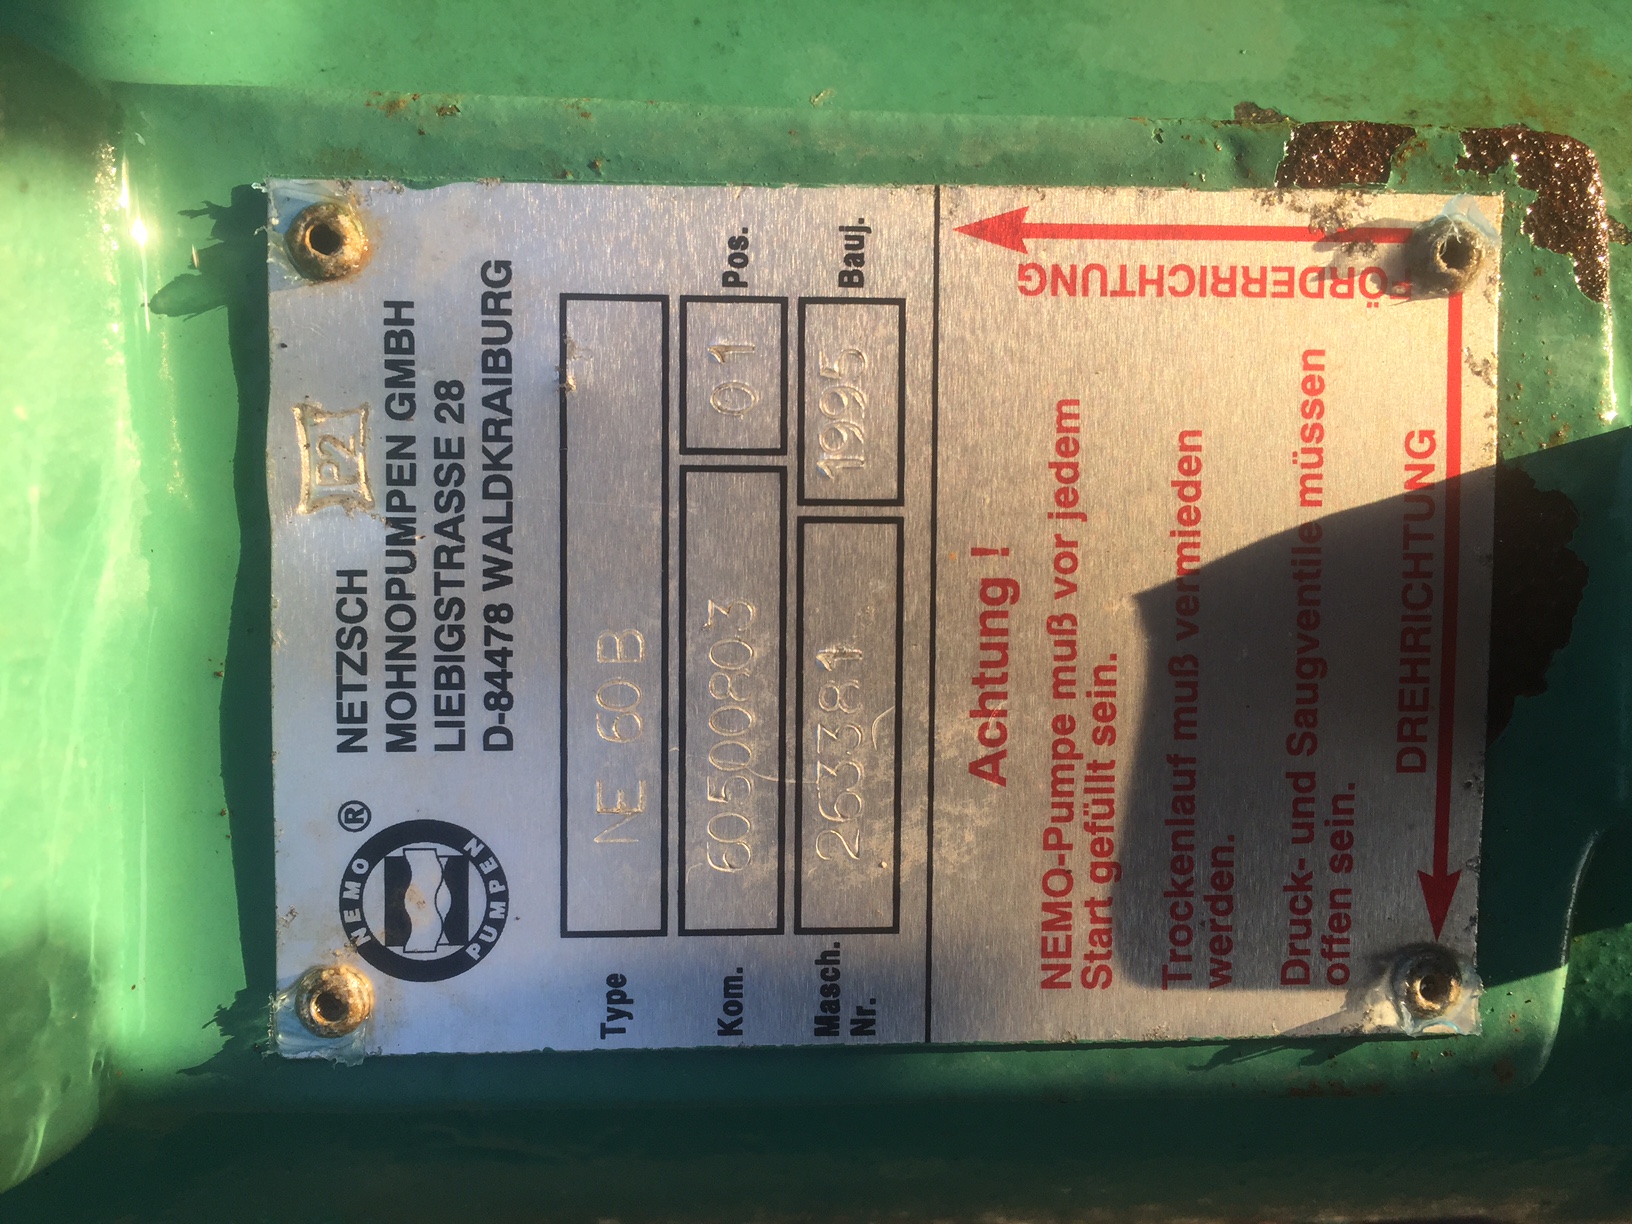 P2
NEMO ®
PUMPEN
NETZSCH
MOHNOPUMPEN GMBH
LIEBIGSTRASSE 28
D-84478 WALDKRAIBURG
Type NE 60B
Kom. 60500803 01 Pos.
Masch. 263381 1995 Bauj.
Nr.
Achtung !
NEMO-Pumpe muß vor jedem
Start gefüllt sein.
Trockenlauf muß vermieden
werden.
Druck- und Saugventile müssen
offen sein.
DREHRICHTUNG
FÖRDERRICHTUNG